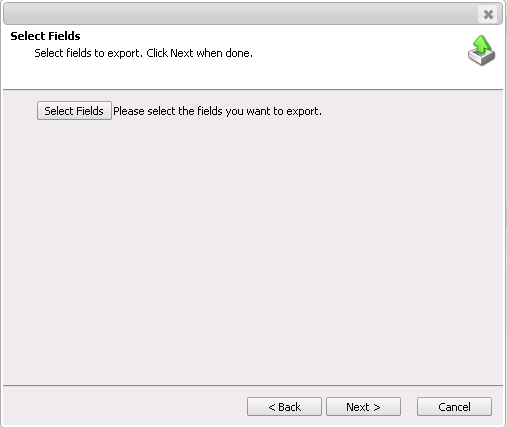 Select Fields
Select fields to export. Click Next when done.
Select Fields Please select the fields you want to export.
< Back Next > Cancel